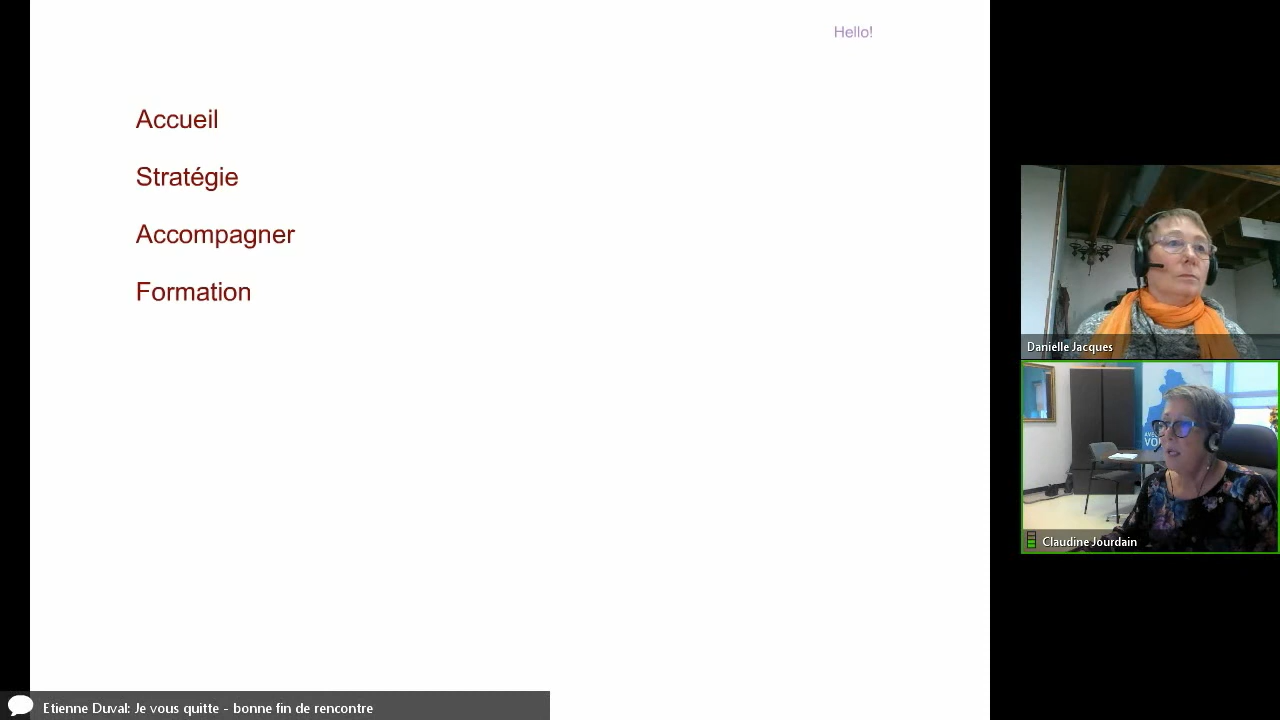 Hello!
Accueil
Stratégie
Accompagner
Formation
Danielle Jacques
Claudine Jourdain
Etienne Duval: Je vous quitte - bonne fin de rencontre